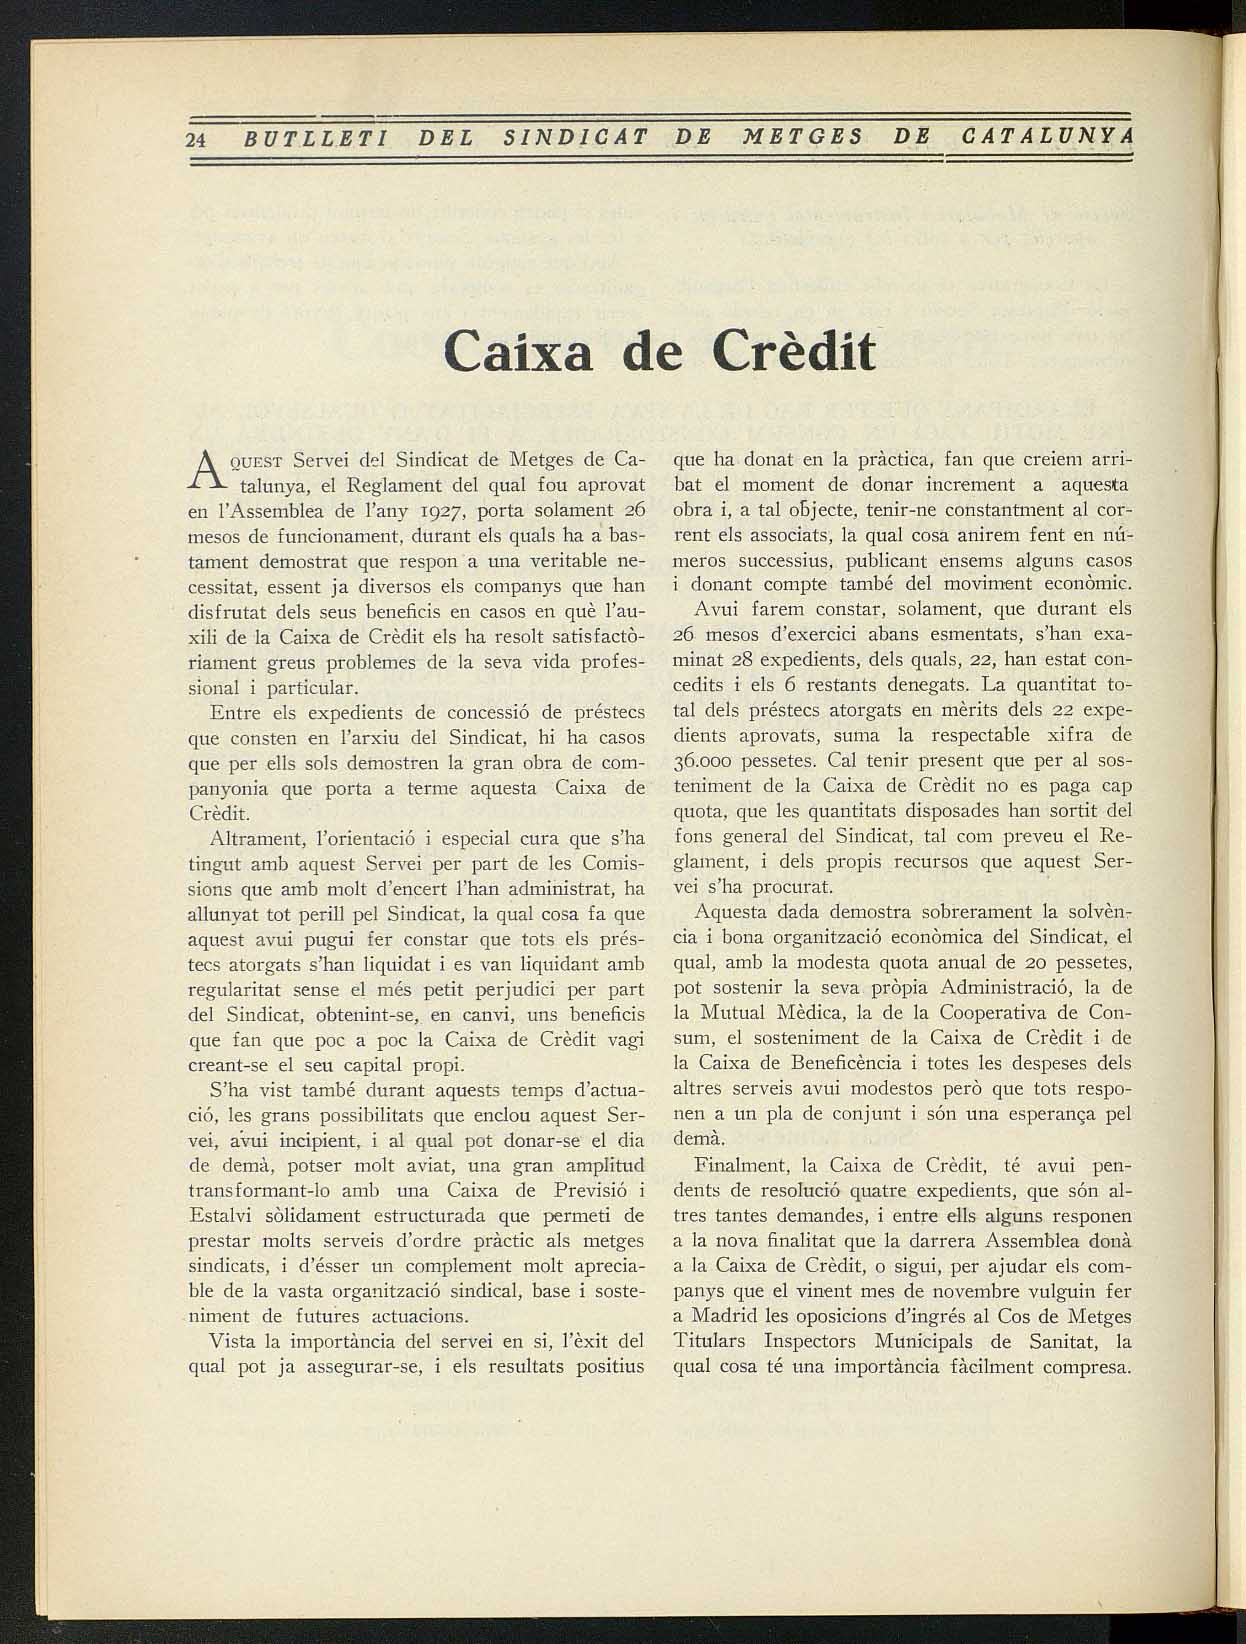 24 BUTLLETI DEL SINDICAT DE METGES DE CATALUNYA
Caixa de Crèdit
AQUEST Servei del Sindicat de Metges de Ca-
talunya, el Reglament del qual fou aprovat
en l'Assemblea de l'any 1927, porta solament 26
mesos de funcionament, durant els quals ha a bas-
tament demostrat que respon a una veritable ne-
cessitat, essent ja diversos els companys que han
disfrutat dels seus beneficis en casos en què l'au-
xili de la Caixa de Crèdit els ha resolt satisfactò-
riament greus problemes de la seva vida profes-
sional i particular.
Entre els expedients de concessió de préstecs
que consten en l'arxiu del Sindicat, hi ha casos
que per ells sols demostren la gran obra de com-
panyonia que porta a terme aquesta Caixa de
Crèdit.
Altrament, l'orientació i especial cura que s'ha
tingut amb aquest Servei per part de les Comis-
sions que amb molt d'encert l'han administrat, ha
allunyat tot perill pel Sindicat, la qual cosa fa que
aquest avui pugui fer constar que tots els prés-
tecs atorgats s'han liquidat i es van liquidant amb
regularitat sense el més petit perjudici per part
del Sindicat, obtenint-se, en canvi, uns beneficis
que fan que poc a poc la Caixa de Crèdit vagi
creant-se el seu capital propi.
S'ha vist també durant aquests temps d'actua-
ció, les grans possibilitats que enclou aquest Ser-
vei, avui incipient, i al qual pot donar-se el dia
de demà, potser molt aviat, una gran amplitud
transformant-lo amb una Caixa de Previsió i
Estalvi sòlidament estructurada que permeti de
prestar molts serveis d'ordre pràctic als metges
sindicats, i d'ésser un complement molt aprecia-
ble de la vasta organització sindical, base i soste-
niment de futures actuacions.
Vista la importància del servei en si, l'èxit del
qual pot ja assegurar-se, i els resultats positius
que ha donat en la pràctica, fan que creiem arri-
bat el moment de donar increment a aquesta
obra i, a tal objecte, tenir-ne constantment al cor-
rent els associats, la qual cosa anirem fent en nú-
meros successius, publicant ensems alguns casos
i donant compte també del moviment econòmic.
Avui farem constar, solament, que durant els
26 mesos d'exercici abans esmentats, s'han exa-
minat 28 expedients, dels quals, 22, han estat con-
cedits i els 6 restants denegats. La quantitat to-
tal dels préstecs atorgats en mèrits dels 22 expe-
dients aprovats, suma la respectable xifra de
36.000 pessetes. Cal tenir present que per al sos-
teniment de la Caixa de Crèdit no es paga cap
quota, que les quantitats disposades han sortit del
fons general del Sindicat, tal com preveu el Re-
glament, i dels propis recursos que aquest Ser-
vei s'ha procurat.
Aquesta dada demostra sobrerament la solvèn-
cia i bona organització econòmica del Sindicat, el
qual, amb la modesta quota anual de 20 pessetes,
pot sostenir la seva pròpia Administració, la de
la Mutual Mèdica, la de la Cooperativa de Con-
sum, el sosteniment de la Caixa de Crèdit i de
la Caixa de Beneficència i totes les despeses dels
altres serveis avui modestos però que tots respo-
nen a un pla de conjunt i són una esperança pel
demà.
Finalment, la Caixa de Crèdit, té avui pen-
dents de resolució quatre expedients, que són al-
tres tantes demandes, i entre ells alguns responen
a la nova finalitat que la darrera Assemblea donà
a la Caixa de Crèdit, o sigui, per ajudar els com-
panys que el vinent mes de novembre vulguin fer
a Madrid les oposicions d'ingrés al Cos de Metges
Titulars Inspectors Municipals de Sanitat, la
qual cosa té una importància fàcilment compresa.